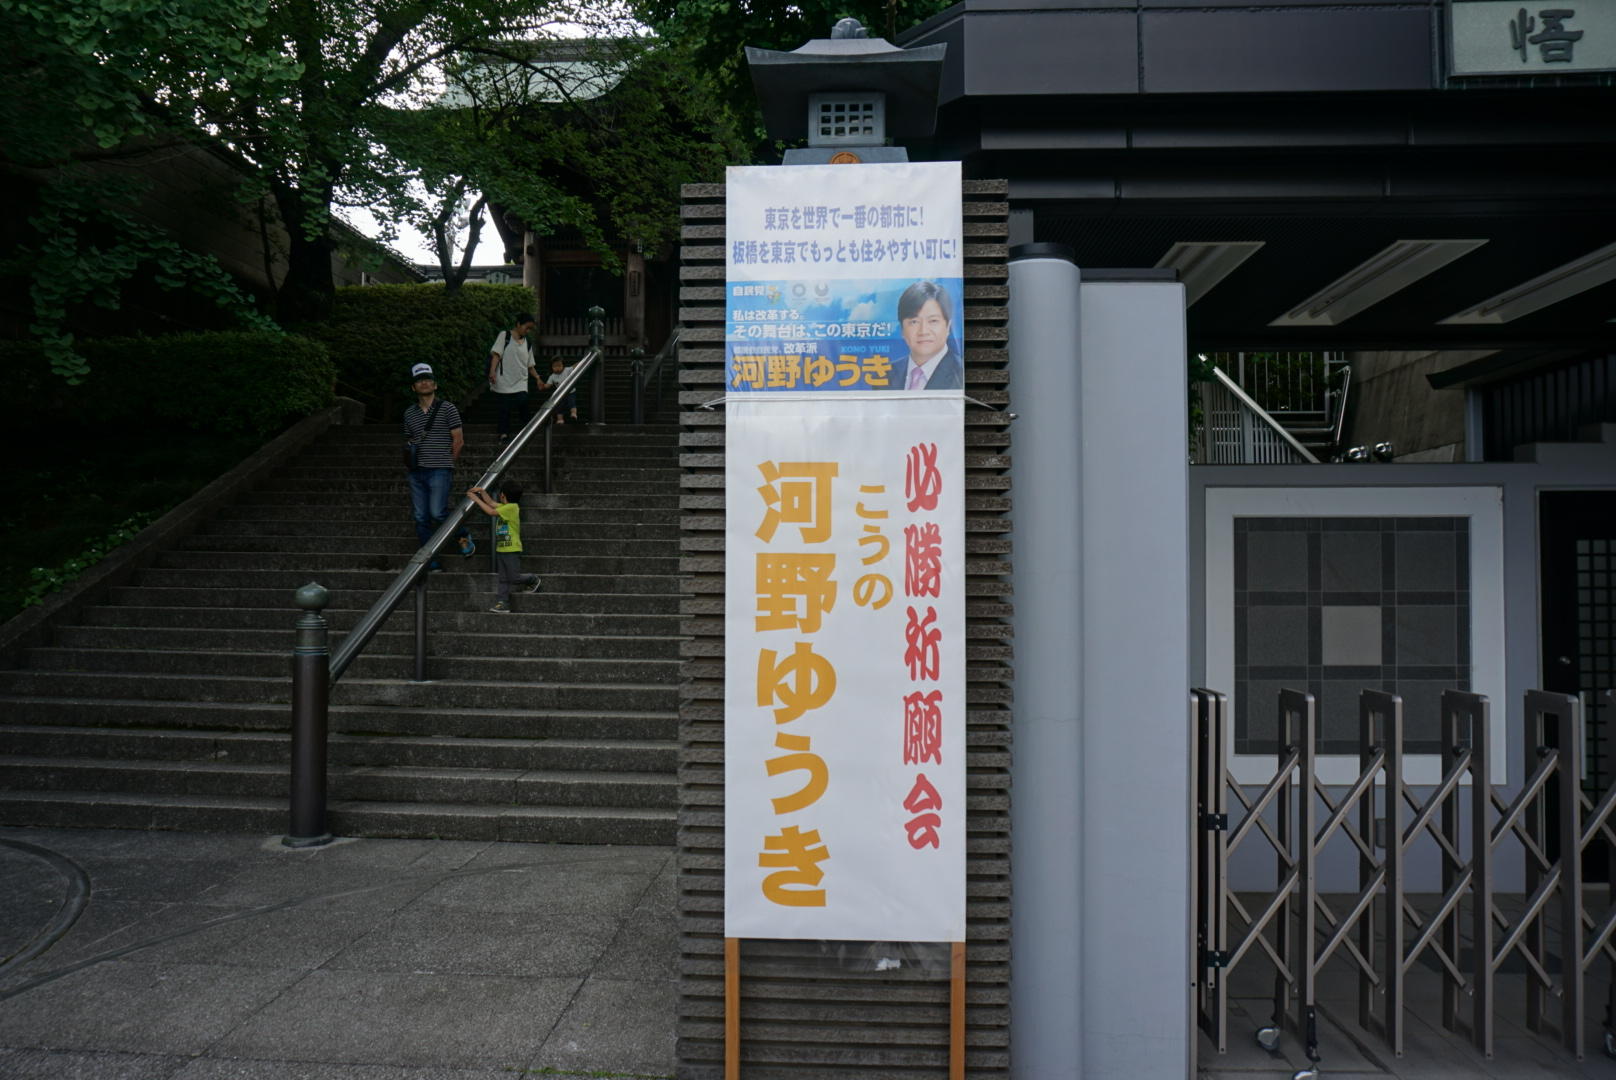 悟
東京を世界で一番の都市に!
板橋を東京でもっとも住みやすい町に!
自民党
私は改革する。
その舞台は、この東京だ!
改革派
KONO YUKI
河野ゆうき
必勝祈願会
こうの
河野ゆうき